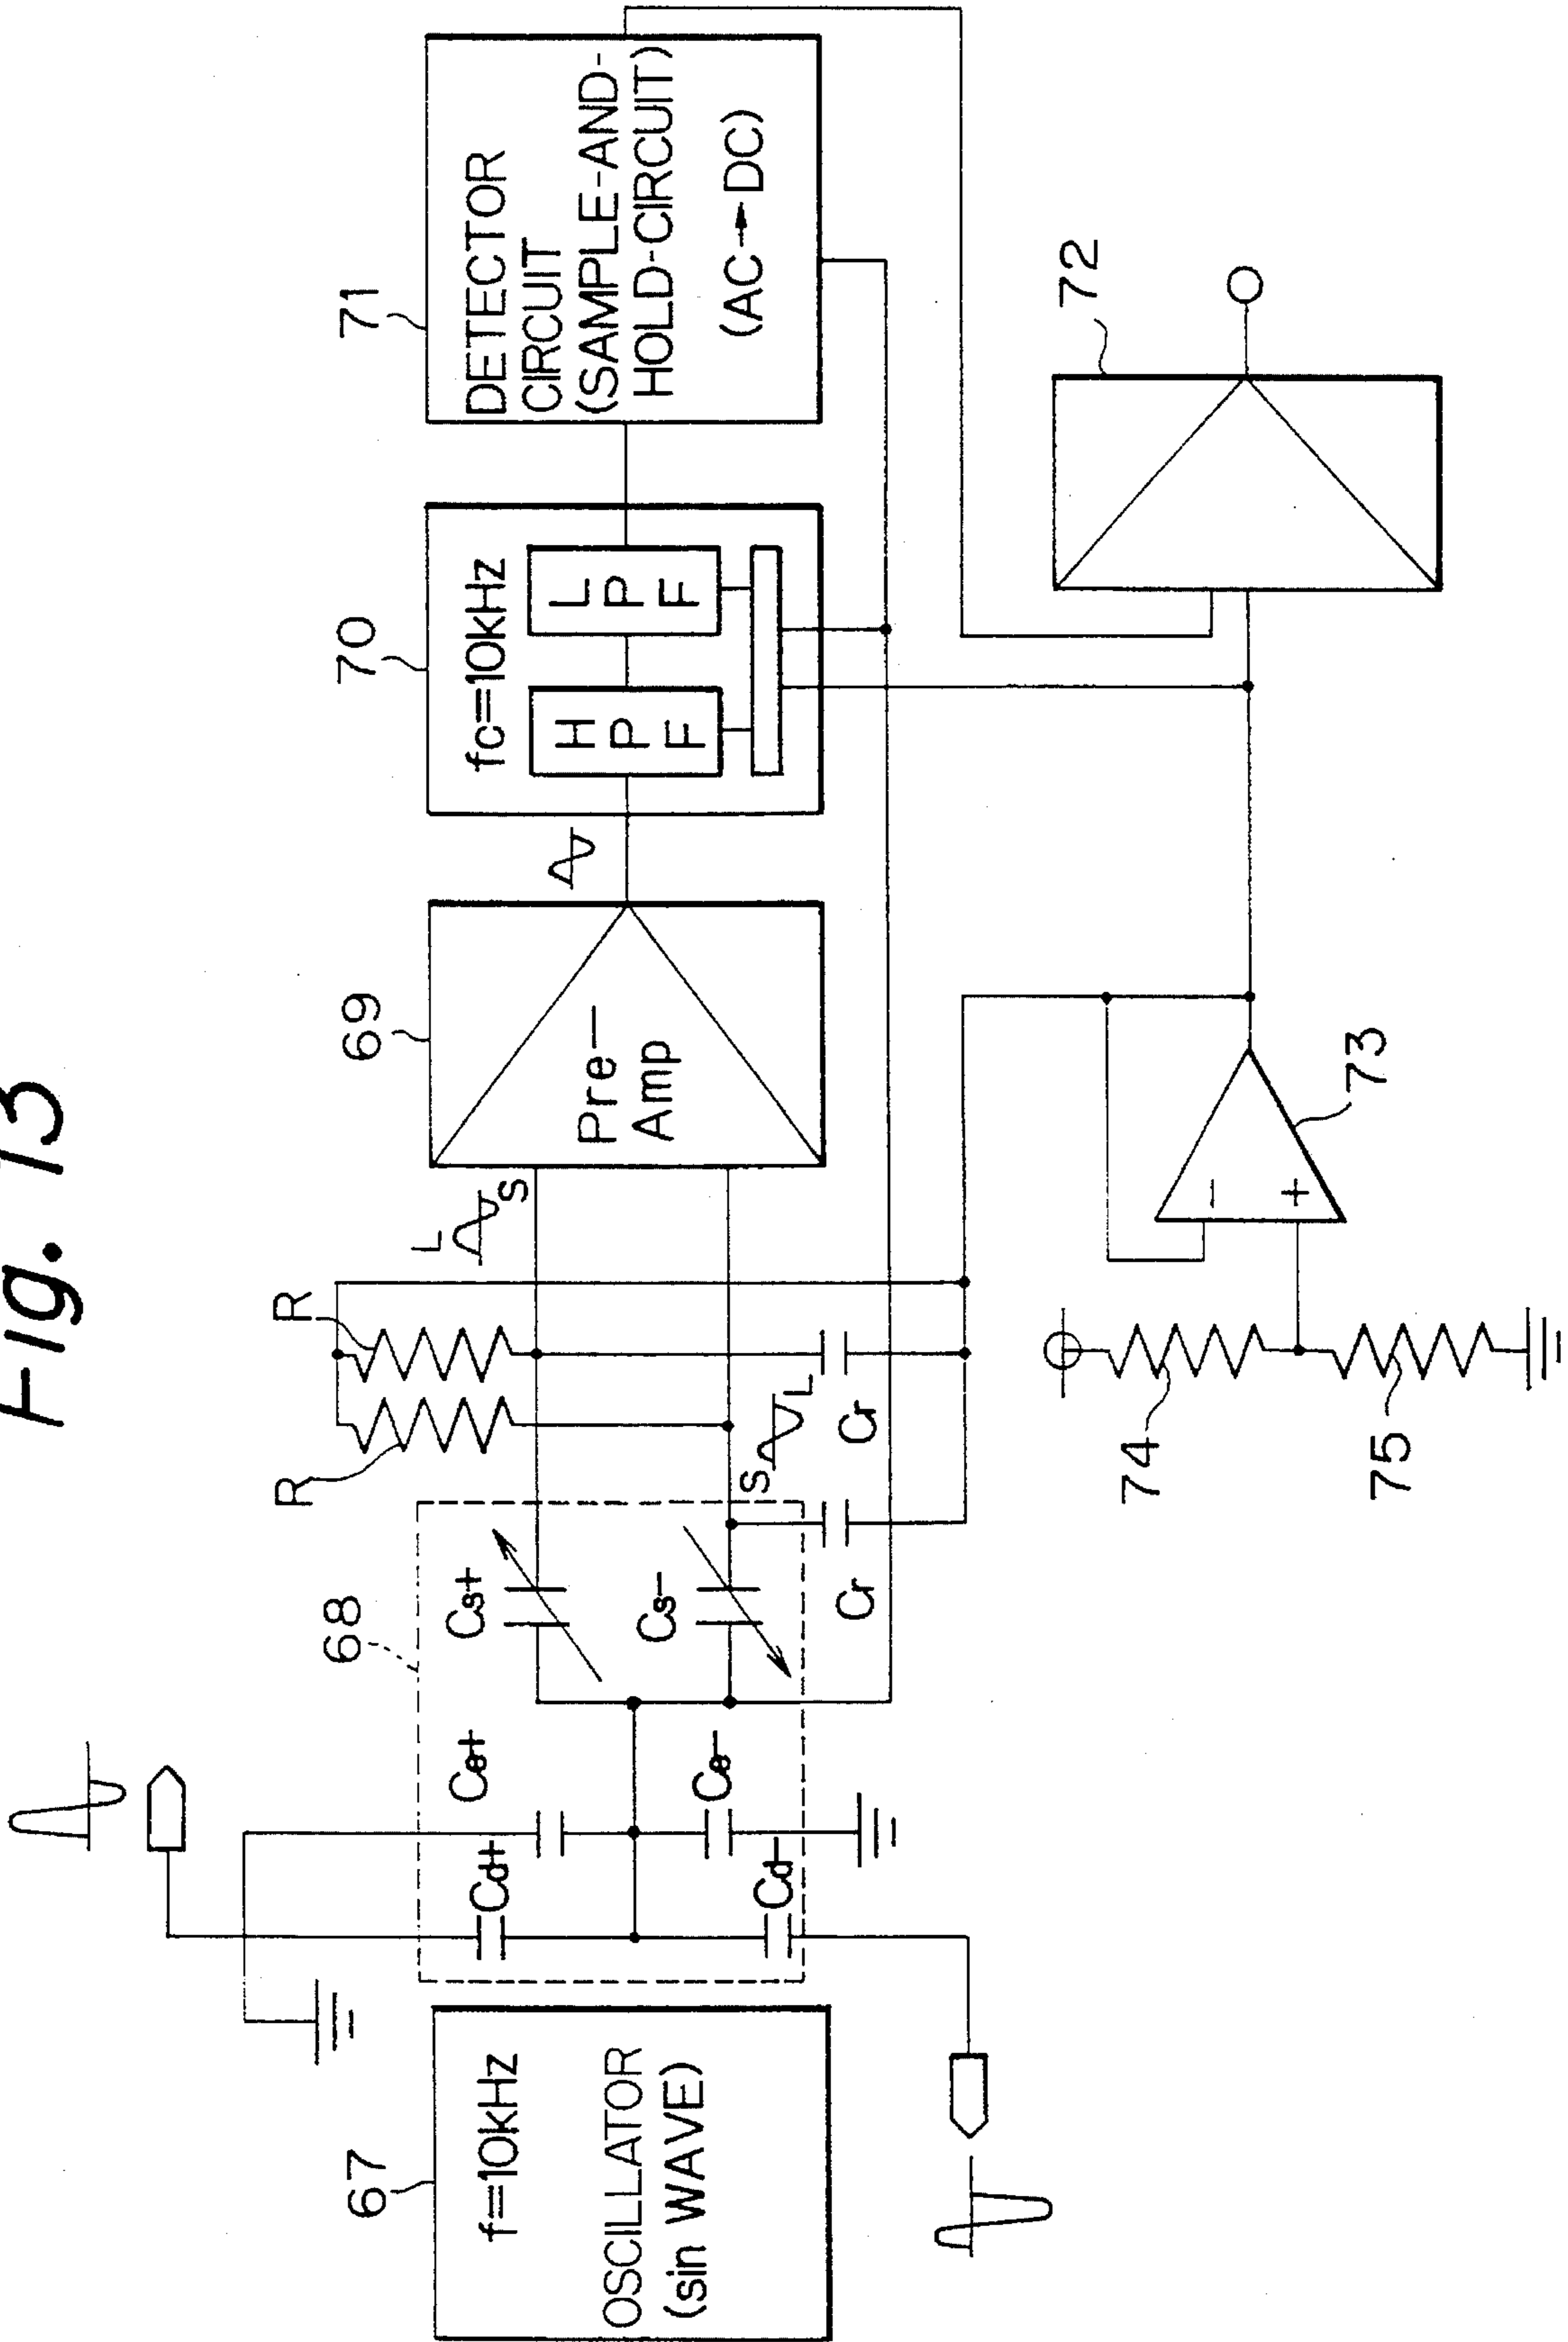 Fig. 13
67
f=10kHz
OSCILLATOR
(sin WAVE)
68
Cd+
Cd-
Ce+
Ce-
Cs+
Cs-
R
R
L
S
S
L
Cr
Cr
69
Pre-
Amp
70
fc=10kHz
H
P
F
L
P
F
71
DETECTOR
CIRCUIT
(SAMPLE-AND-
HOLD-CIRCUIT)
(AC→DC)
72
-
+
73
74
75